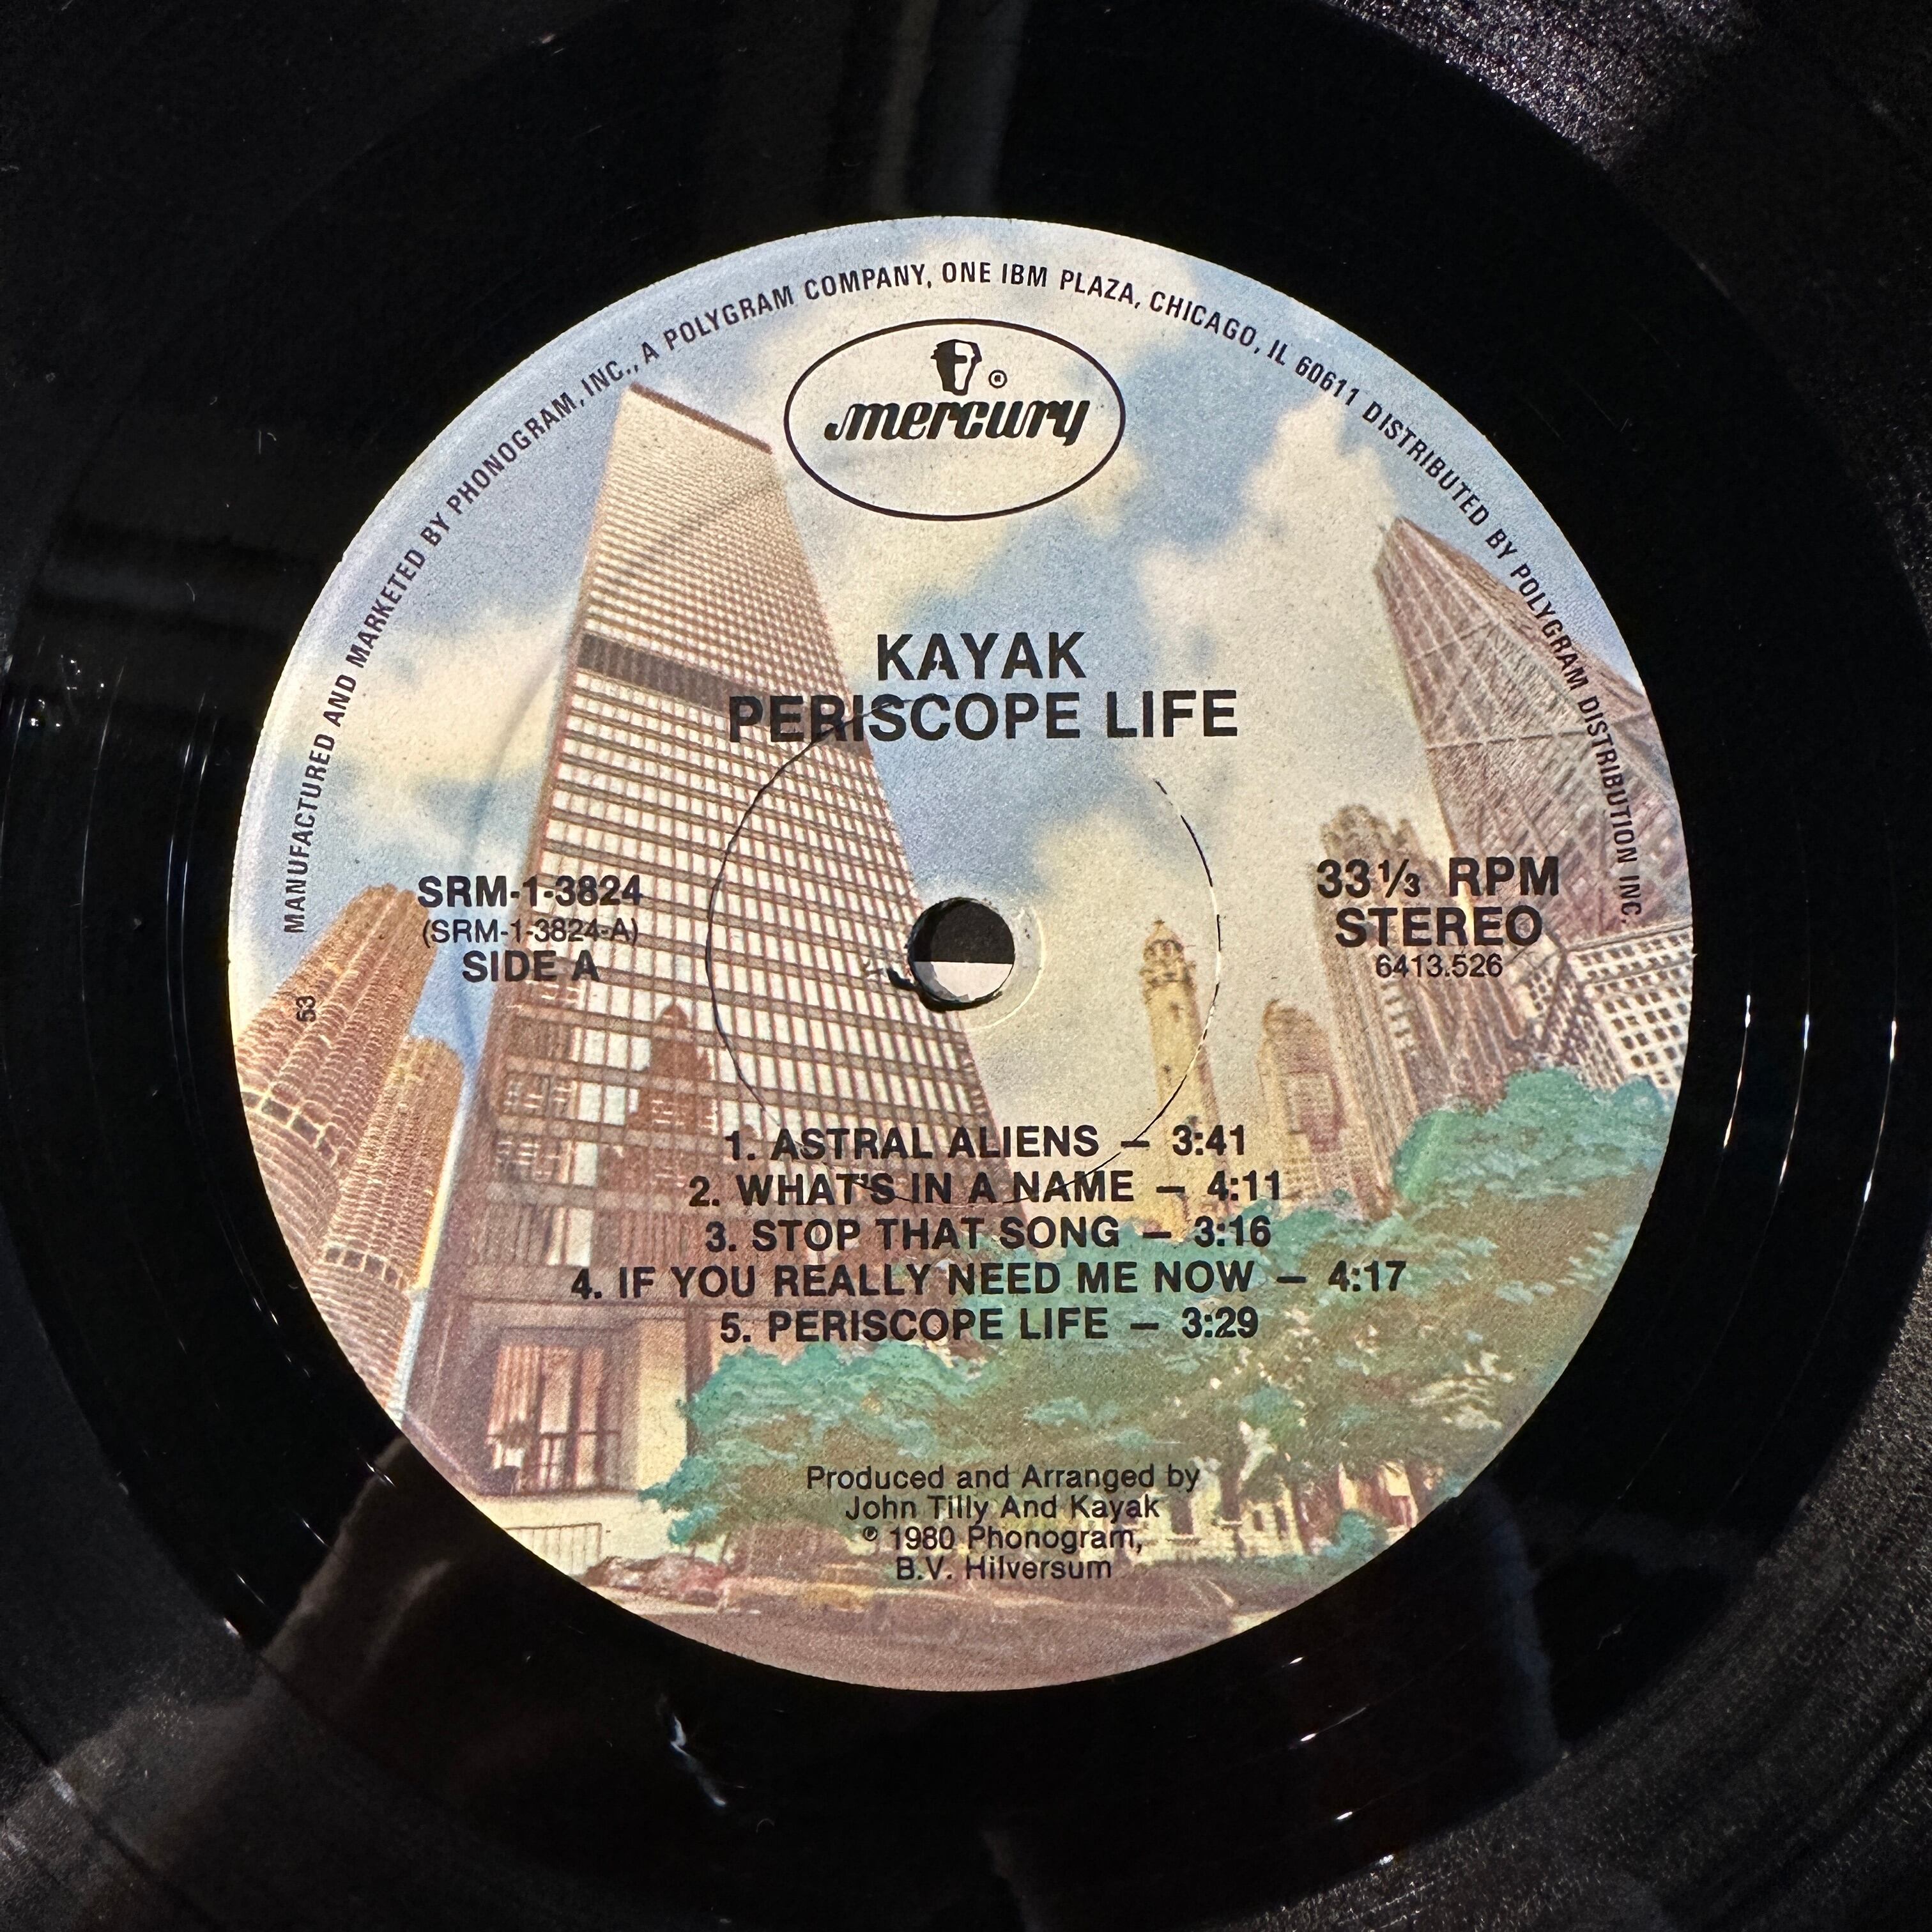 MANUFACTURED AND MARKETED BY PHONOGRAM, INC., A POLYGRAM COMPANY, ONE IBM PLAZA, CHICAGO, IL 60611 DISTRIBUTED BY POLYGRAM DISTRIBUTION INC.
®
mercury
KAYAK
PERISCOPE LIFE
SRM-1-3824
(SRM-1-3824-A)
SIDE A
53
33 1/3 RPM
STEREO
6413.526
1. ASTRAL ALIENS — 3:41
2. WHAT'S IN A NAME — 4:11
3. STOP THAT SONG — 3:16
4. IF YOU REALLY NEED ME NOW — 4:17
5. PERISCOPE LIFE — 3:29
Produced and Arranged by
John Tilly And Kayak
℗ 1980 Phonogram,
B.V. Hilversum